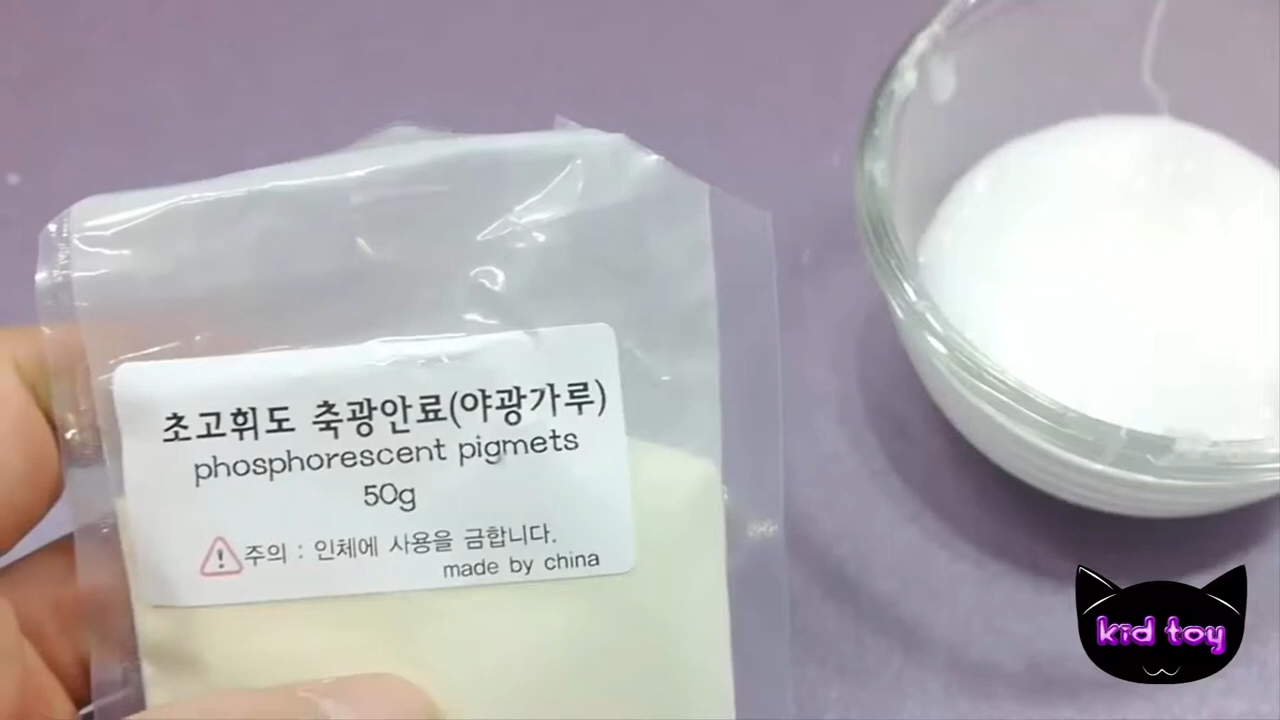 초고휘도 축광안료(야광가루)
phosphorescent pigmets
50g
주의 : 인체에 사용을 금합니다.
made by china
kid toy